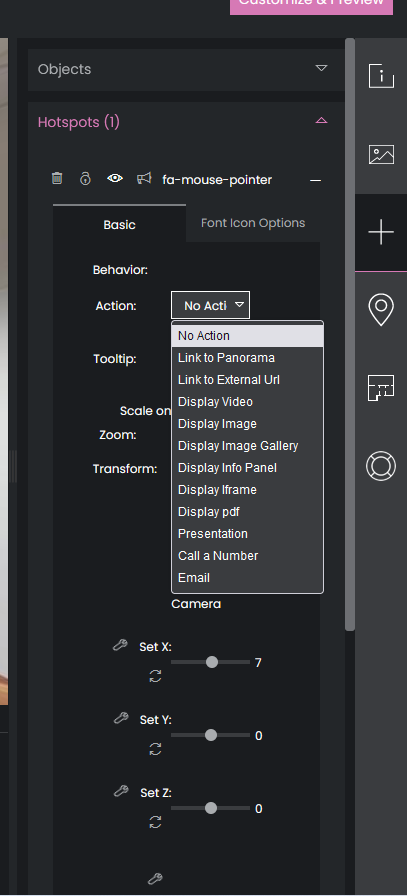 Customize & Preview
Objects
Hotspots (1)
fa-mouse-pointer
Basic
Font Icon Options
Behavior:
Action:
No Acti
No Action
Link to Panorama
Tooltip:
Link to External Url
Display Video
Scale on
Display Image
Zoom:
Display Image Gallery
Transform:
Display Info Panel
Display Iframe
Display pdf
Presentation
Call a Number
Email
Camera
Set X:
7
Set Y:
0
Set Z:
0